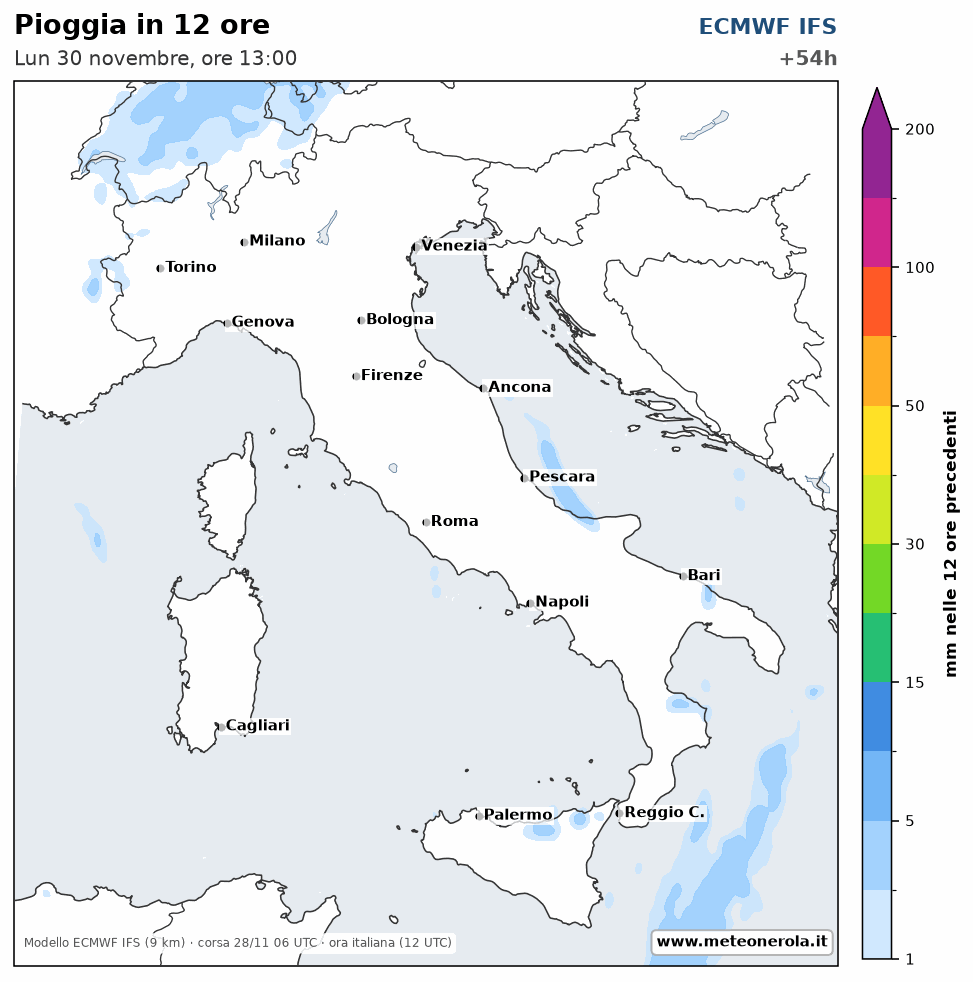 Pioggia in 12 ore
ECMWF IFS
Lun 30 novembre, ore 13:00
+54h
200
Milano
Venezia
Torino
100
Genova
Bologna
Firenze
Ancona
50
Pescara
Roma
30
Bari
Napoli
15
Cagliari
Palermo
Reggio C.
5
mm nelle 12 ore precedenti
Modello ECMWF IFS (9 km) · corsa 28/11 06 UTC · ora italiana (12 UTC)
www.meteonerola.it
1